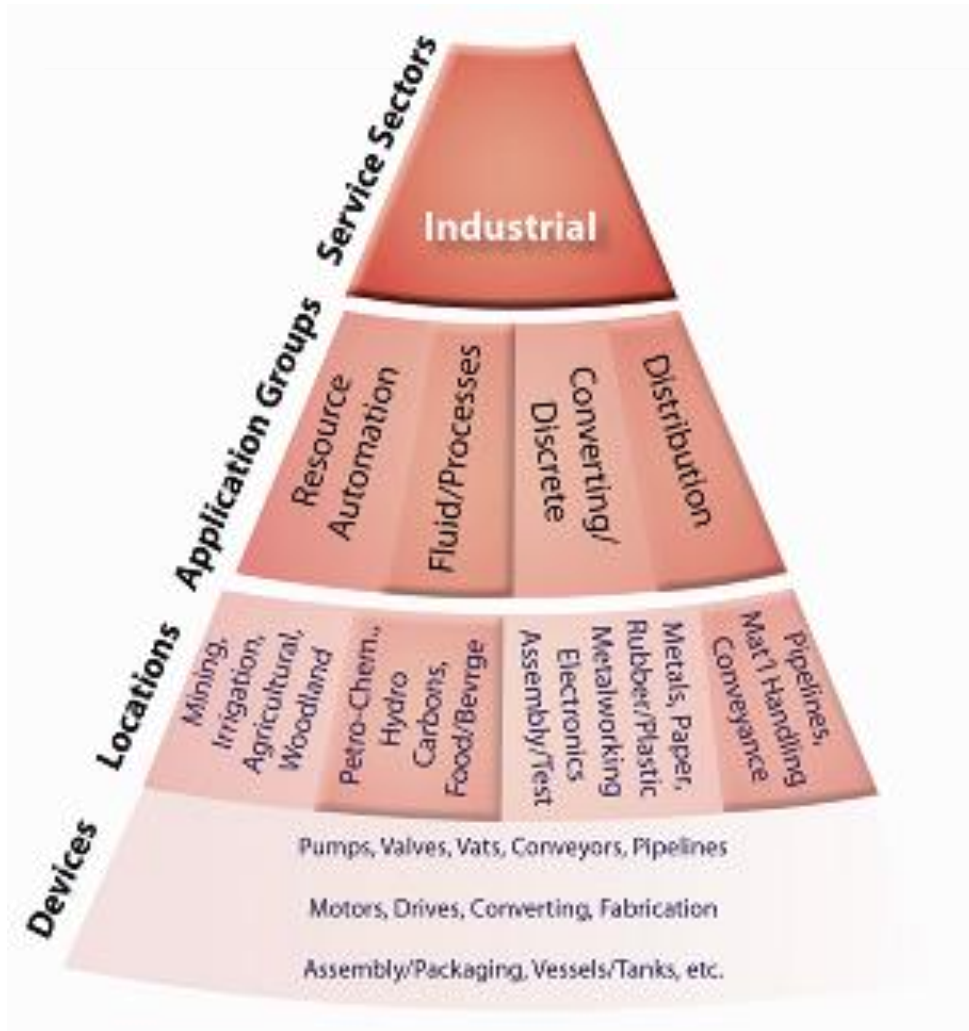 Service Sectors
Industrial
Application Groups
Resource
Automation
Fluid/Processes
Converting/
Discrete
Distribution
Locations
Mining,
Irrigation,
Agricultural,
Woodland
Petro-Chem.,
Hydro
Carbons,
Food/Bevrge
Metals, Paper,
Rubber/Plastic
Metalworking
Electronics
Assembly/Test
Pipelines,
Mat'l Handling
Conveyance
Devices
Pumps, Valves, Vats, Conveyors, Pipelines
Motors, Drives, Converting, Fabrication
Assembly/Packaging, Vessels/Tanks, etc.